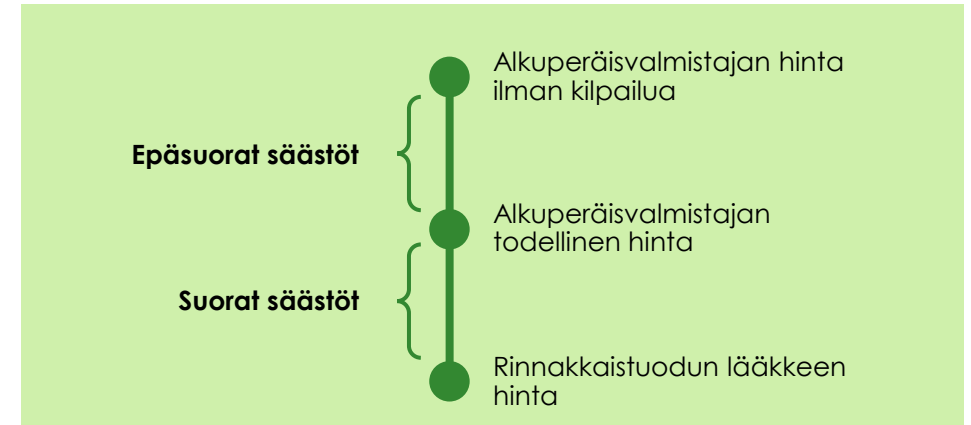 Alkuperäisvalmistajan hinta
ilman kilpailua
Epäsuorat säästöt
Alkuperäisvalmistajan
todellinen hinta
Suorat säästöt
Rinnakkaistuodun lääkkeen
hinta